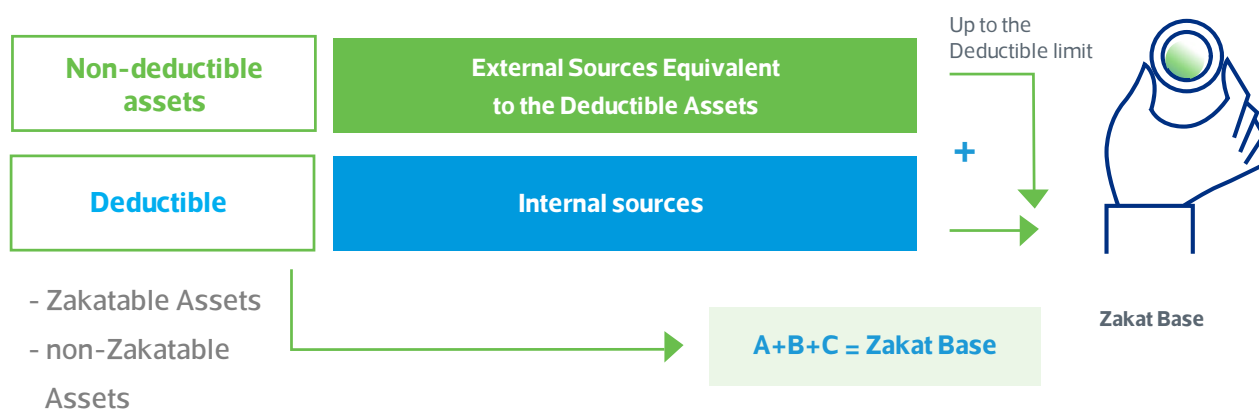 Up to the
Deductible limit
Non-deductible
assets
External Sources Equivalent
to the Deductible Assets
+
Deductible
Internal sources
- Zakatable Assets
- non-Zakatable
Assets
A+B+C = Zakat Base
Zakat Base